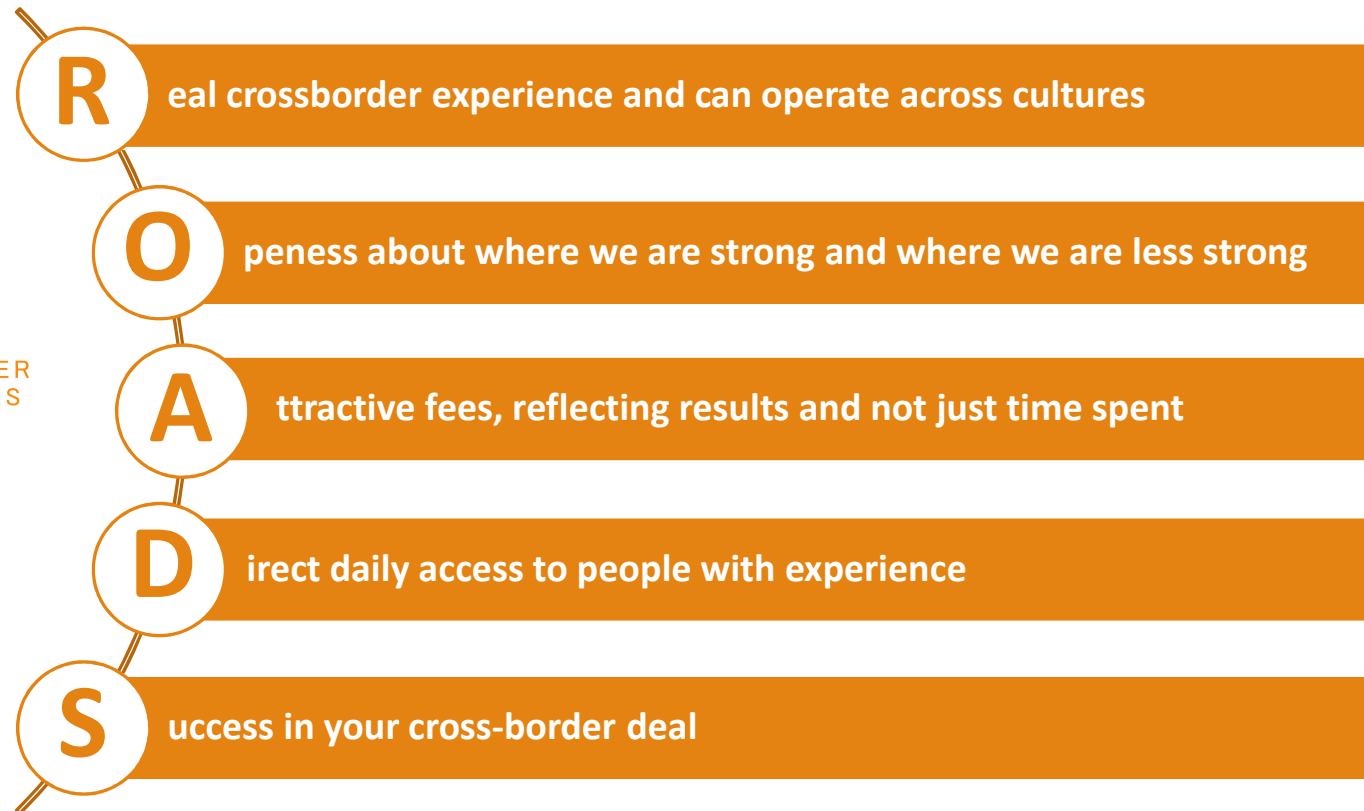 R eal crossborder experience and can operate across cultures
O peness about where we are strong and where we are less strong
ER
S
A ttractive fees, reflecting results and not just time spent
D irect daily access to people with experience
S uccess in your cross-border deal